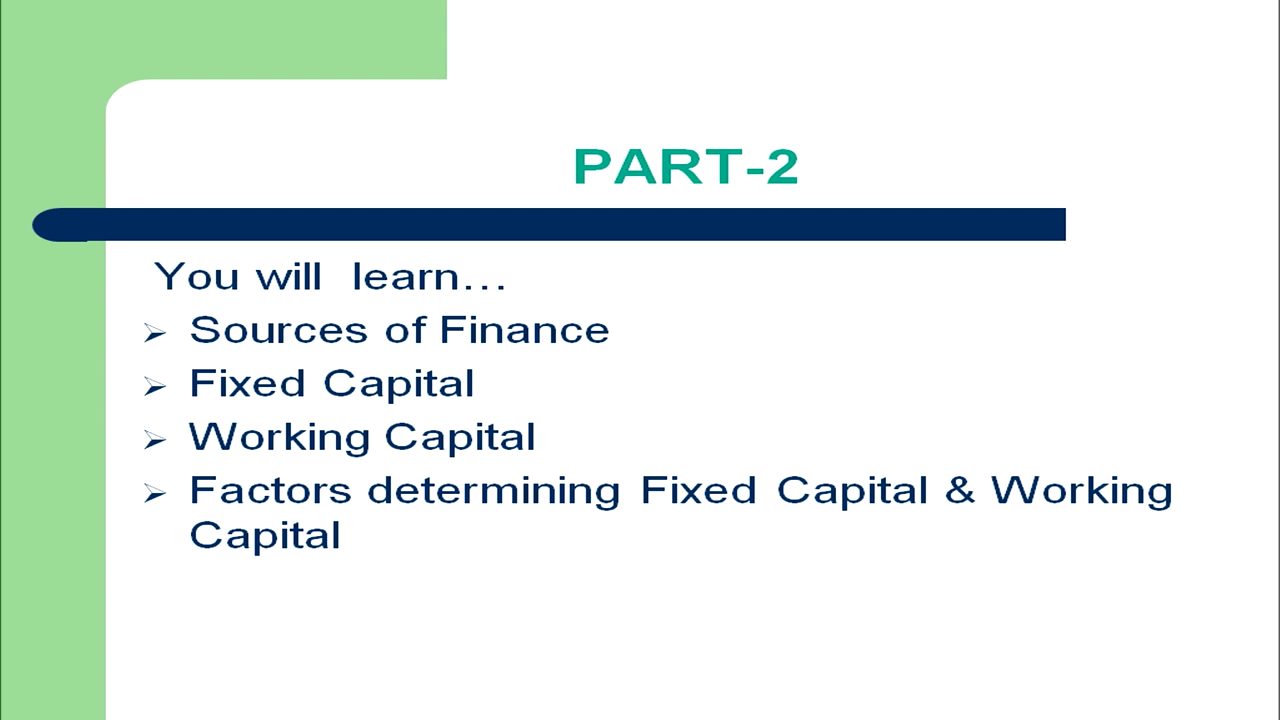 PART-2
You will learn...
➢ Sources of Finance
➢ Fixed Capital
➢ Working Capital
➢ Factors determining Fixed Capital & Working
Capital